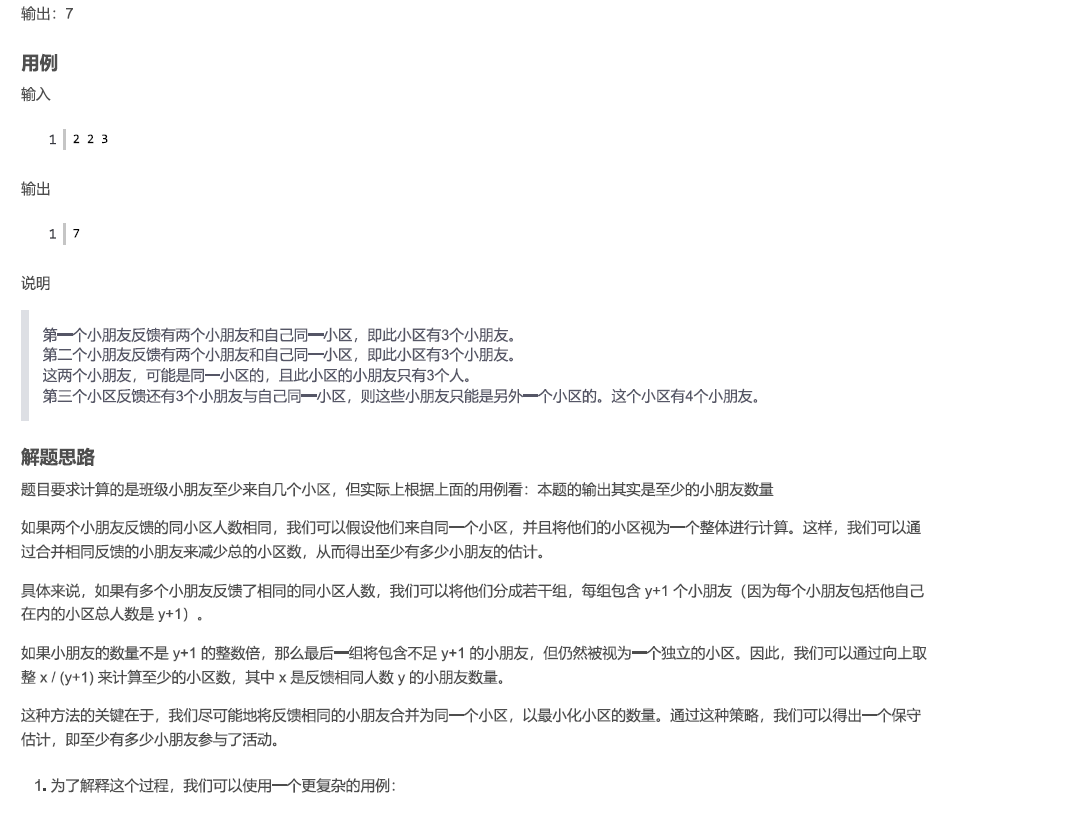 输出：7
用例
输入
1 2 2 3
输出
1 7
说明
第一个小朋友反馈有两个小朋友和自己同一小区，即此小区有3个小朋友。
第二个小朋友反馈有两个小朋友和自己同一小区，即此小区有3个小朋友。
这两个小朋友，可能是同一小区的，且此小区的小朋友只有3个人。
第三个小区反馈还有3个小朋友与自己同一小区，则这些小朋友只能是另外一个小区的。这个小区有4个小朋友。
解题思路
题目要求计算的是班级小朋友至少来自几个小区，但实际上根据上面的用例看：本题的输出其实是至少的小朋友数量
如果两个小朋友反馈的同小区人数相同，我们可以假设他们来自同一个小区，并且将他们的小区视为一个整体进行计算。这样，我们可以通
过合并相同反馈的小朋友来减少总的小区数，从而得出至少有多少小朋友的估计。
具体来说，如果有多个小朋友反馈了相同的同小区人数，我们可以将他们分成若干组，每组包含 y+1 个小朋友（因为每个小朋友包括他自己
在内的小区总人数是 y+1）。
如果小朋友的数量不是 y+1 的整数倍，那么最后一组将包含不足 y+1 的小朋友，但仍然被视为一个独立的小区。因此，我们可以通过向上取
整 x / (y+1) 来计算至少的小区数，其中 x 是反馈相同人数 y 的小朋友数量。
这种方法的关键在于，我们尽可能地将反馈相同的小朋友合并为同一个小区，以最小化小区的数量。通过这种策略，我们可以得出一个保守
估计，即至少有多少小朋友参与了活动。
1. 为了解释这个过程，我们可以使用一个更复杂的用例：